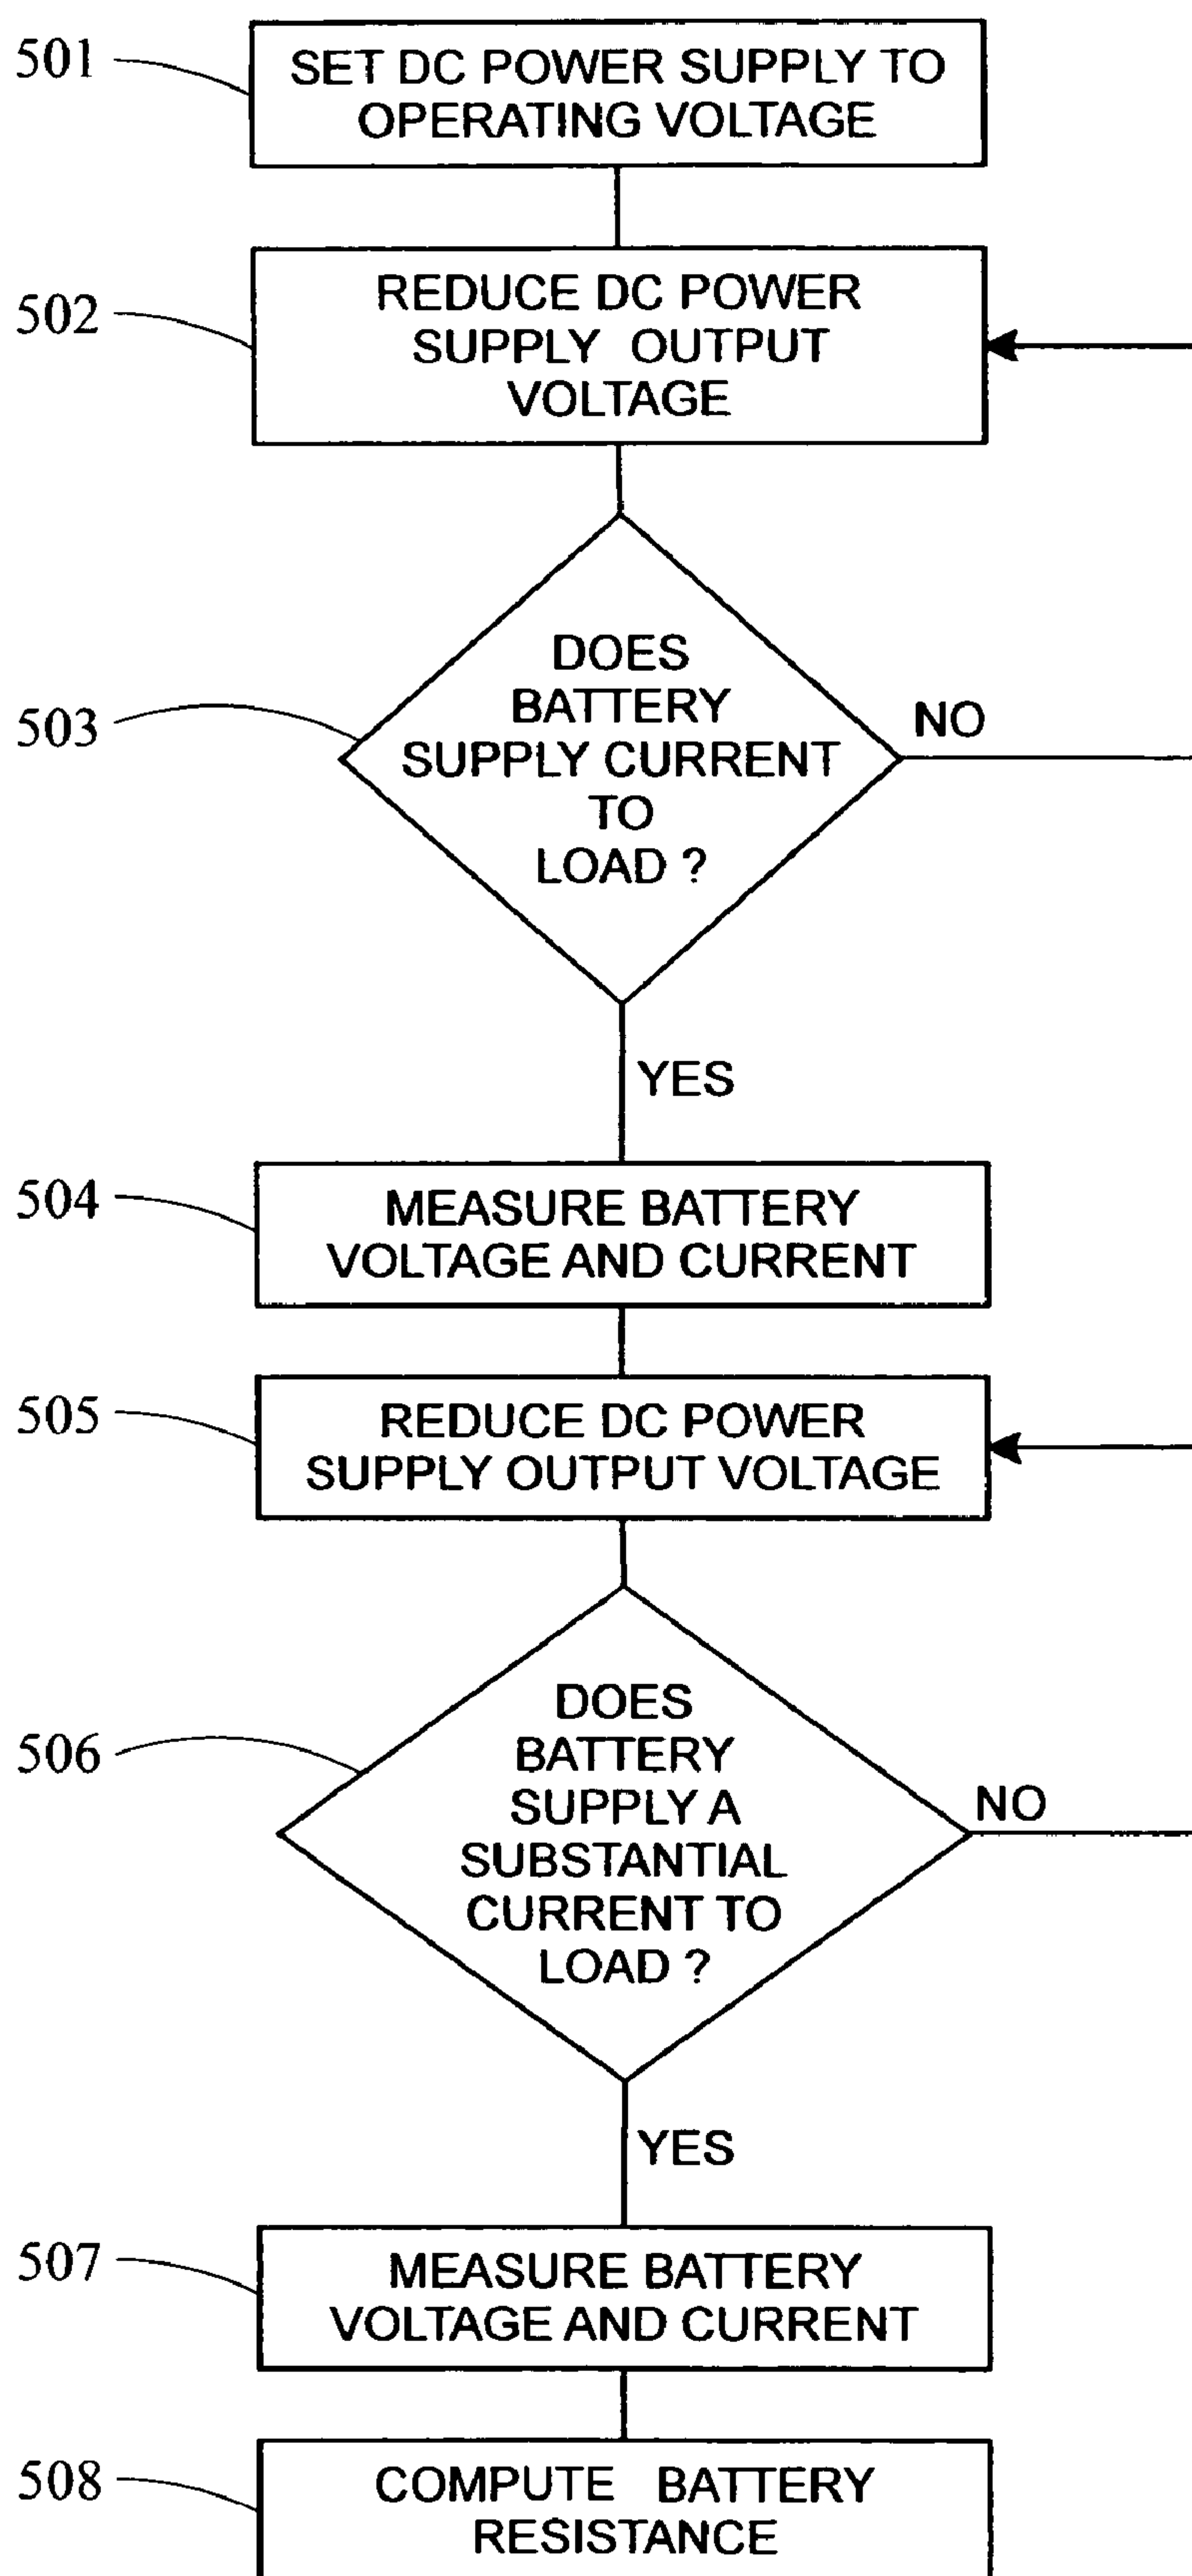 501
SET DC POWER SUPPLY TO
OPERATING VOLTAGE
502
REDUCE DC POWER
SUPPLY OUTPUT
VOLTAGE
503
DOES
BATTERY
SUPPLY CURRENT
TO
LOAD ?
NO
YES
504
MEASURE BATTERY
VOLTAGE AND CURRENT
505
REDUCE DC POWER
SUPPLY OUTPUT VOLTAGE
506
DOES
BATTERY
SUPPLY A
SUBSTANTIAL
CURRENT TO
LOAD ?
NO
YES
507
MEASURE BATTERY
VOLTAGE AND CURRENT
508
COMPUTE BATTERY
RESISTANCE